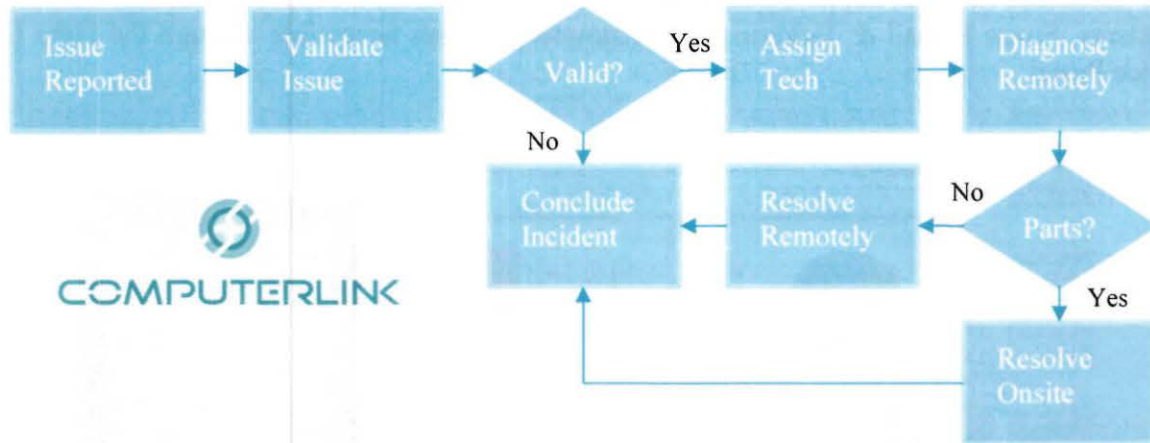 Issue
Reported
Validate
Issue
Valid?
Yes
Assign
Tech
Diagnose
Remotely
No
Conclude
Incident
Resolve
Remotely
No
Parts?
Yes
Resolve
Onsite
COMPUTERLINK